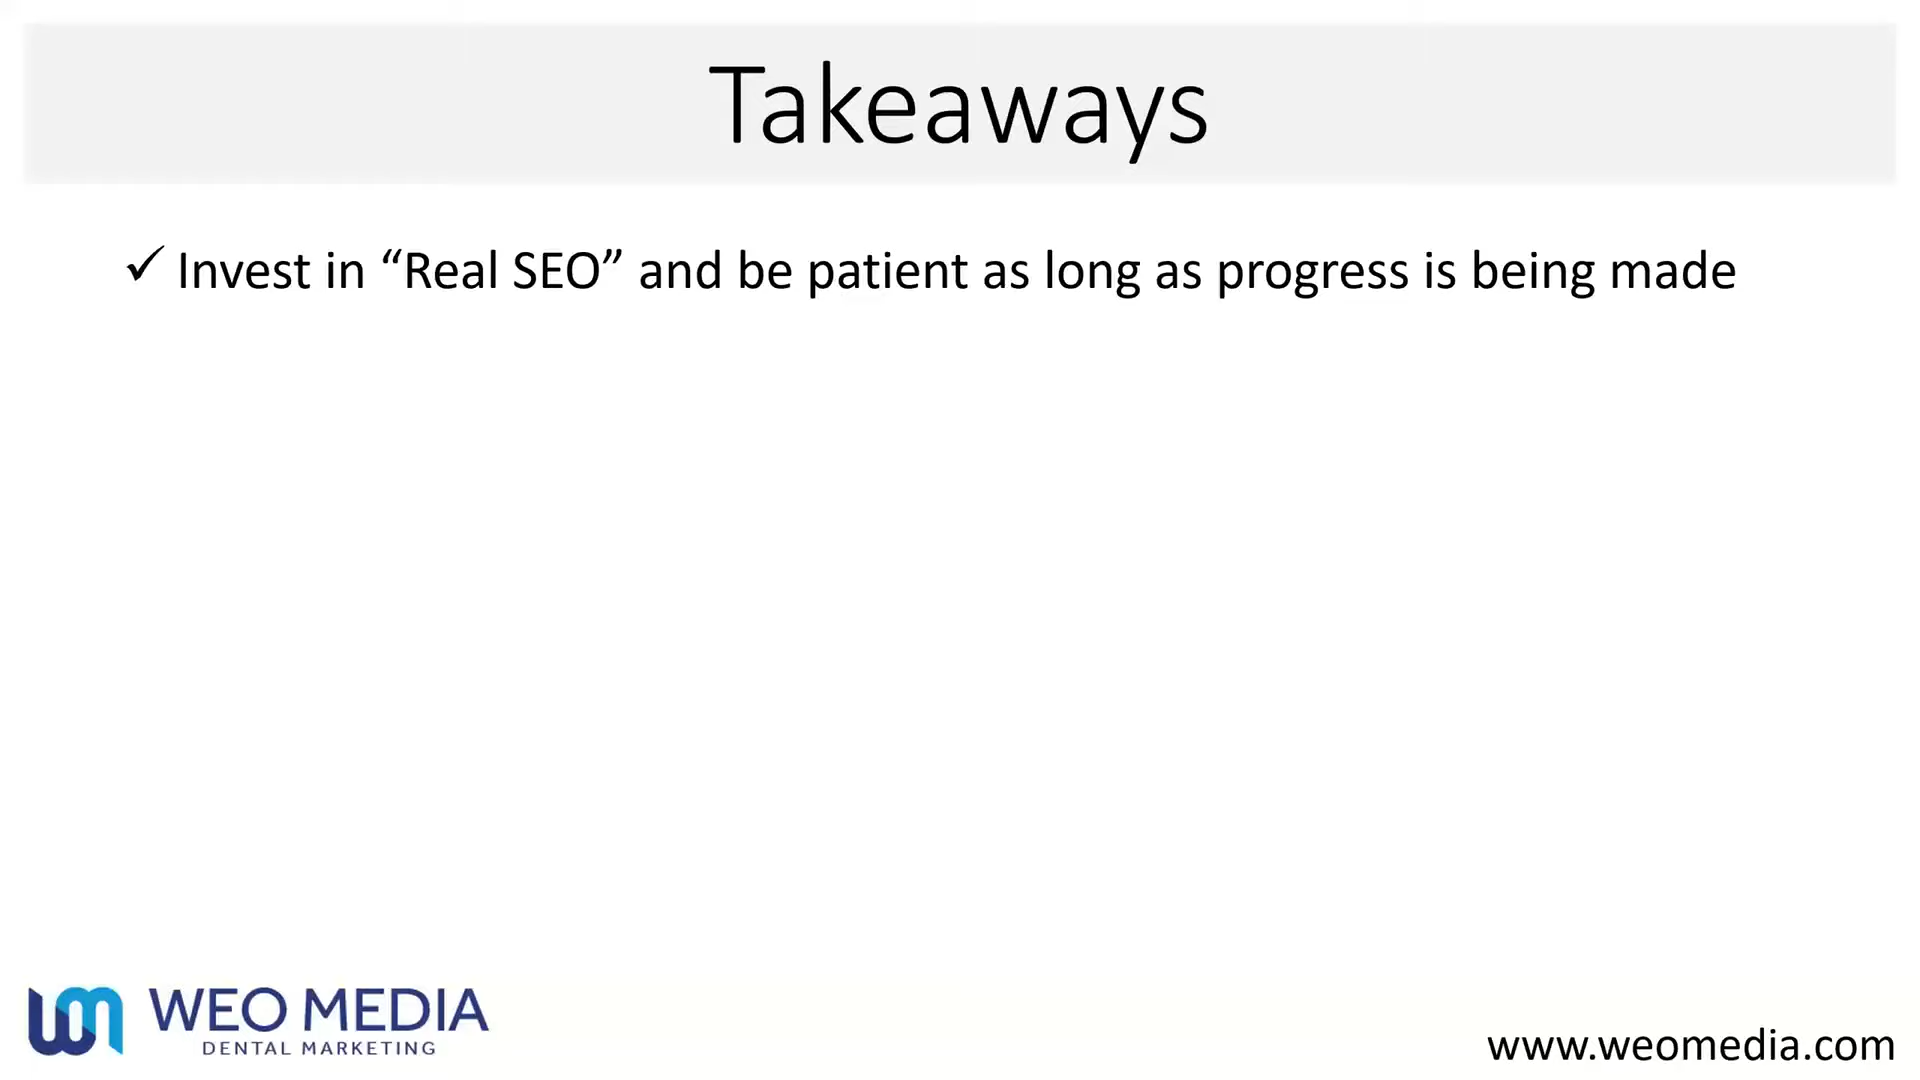 Takeaways
✓ Invest in “Real SEO” and be patient as long as progress is being made
WEO MEDIA
DENTAL MARKETING
www.weomedia.com